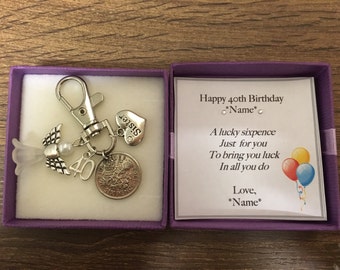 Sister
40
Happy 40th Birthday
*Name*
A lucky sixpence
Just for you
To bring you luck
In all you do
Love,
*Name*